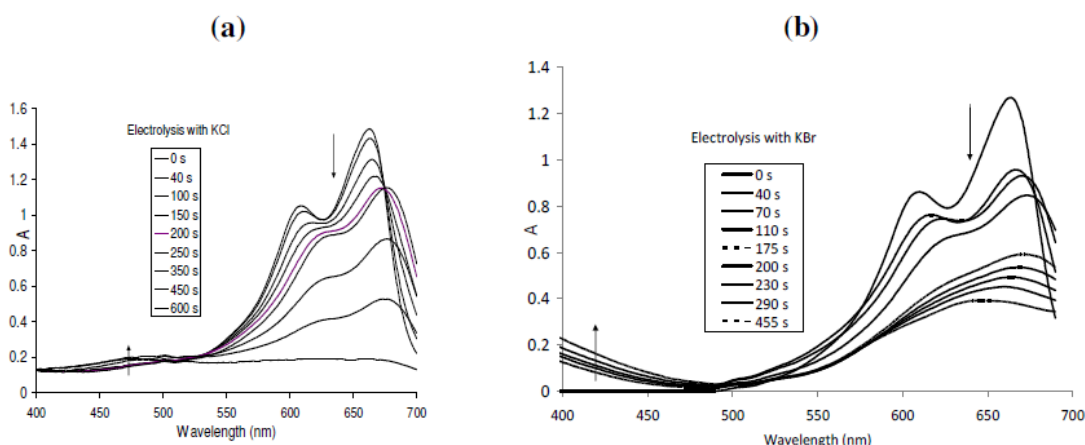 (a)
1.6
1.4
1.2
1
0.8
0.6
0.4
0.2
0
A
Electrolysis with KCl
0 s
40 s
100 s
150 s
200 s
250 s
350 s
450 s
600 s
400
450
500
550
600
650
700
Wavelength (nm)
(b)
1.4
1.2
1
0.8
0.6
0.4
0.2
0
A
Electrolysis with KBr
0 s
40 s
70 s
110 s
175 s
200 s
230 s
290 s
455 s
400
450
500
550
600
650
700
Wavelength (nm)